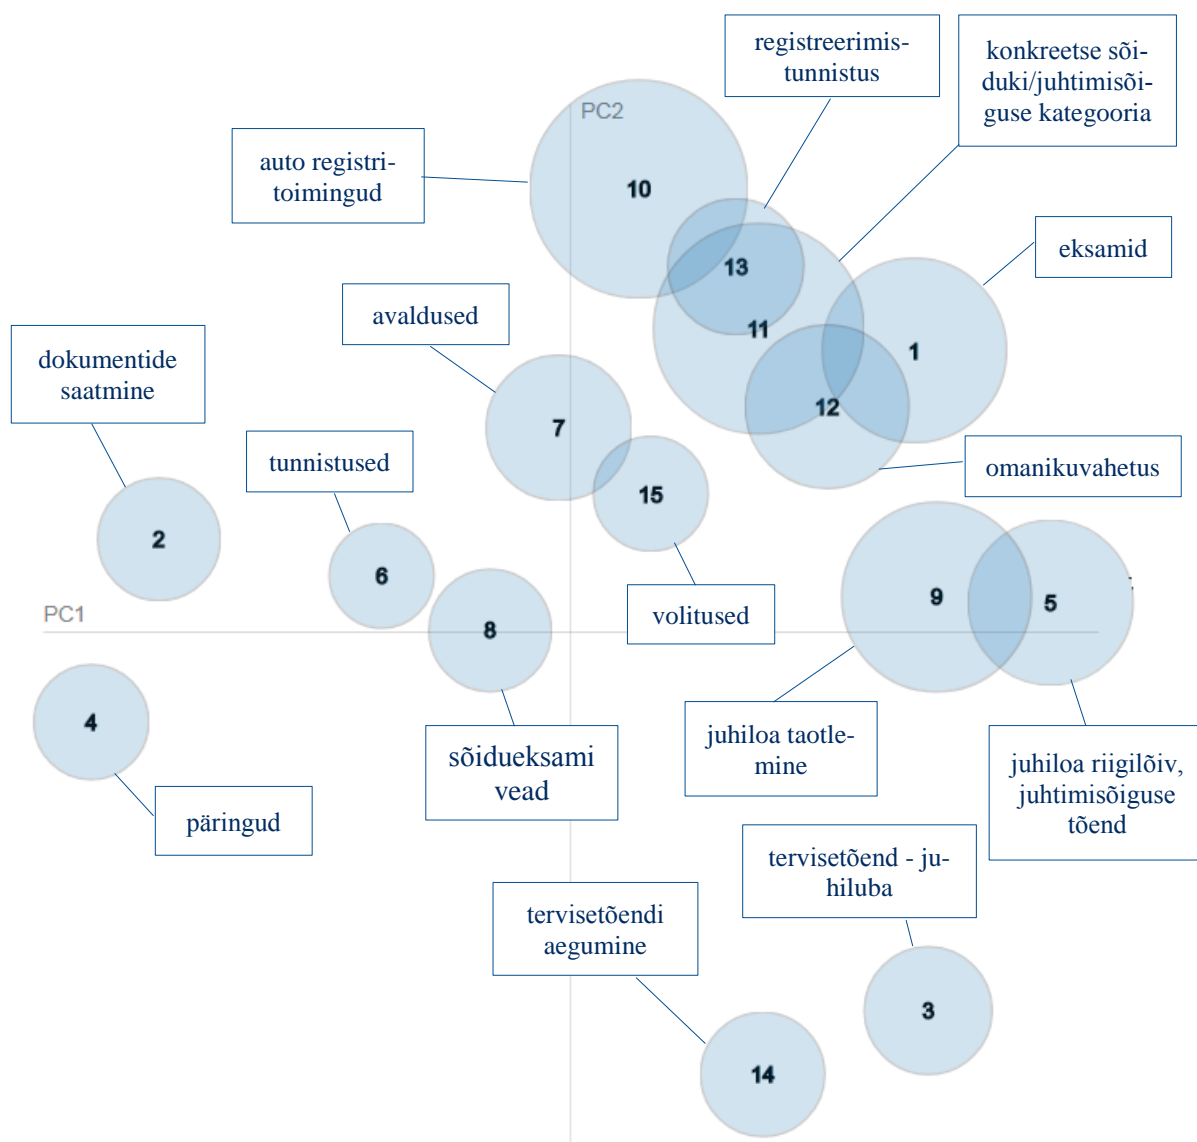 registreerimis-
tunnistus
konkreetse sõi-
duki/juhtimisõi-
guse kategooria
PC2
auto registri-
toimingud
10
eksamid
13
avaldused
11
1
dokumentide
saatmine
12
7
tunnistused
omanikuvahetus
15
2
6
9
5
PC1
volitused
8
4
juhiloa taotle-
mine
sõidueksami
vead
juhiloa riigilõiv,
juhtimisõiguse
tõend
päringud
tervisetõend - ju-
hiluba
tervisetõendi
aegumine
3
14